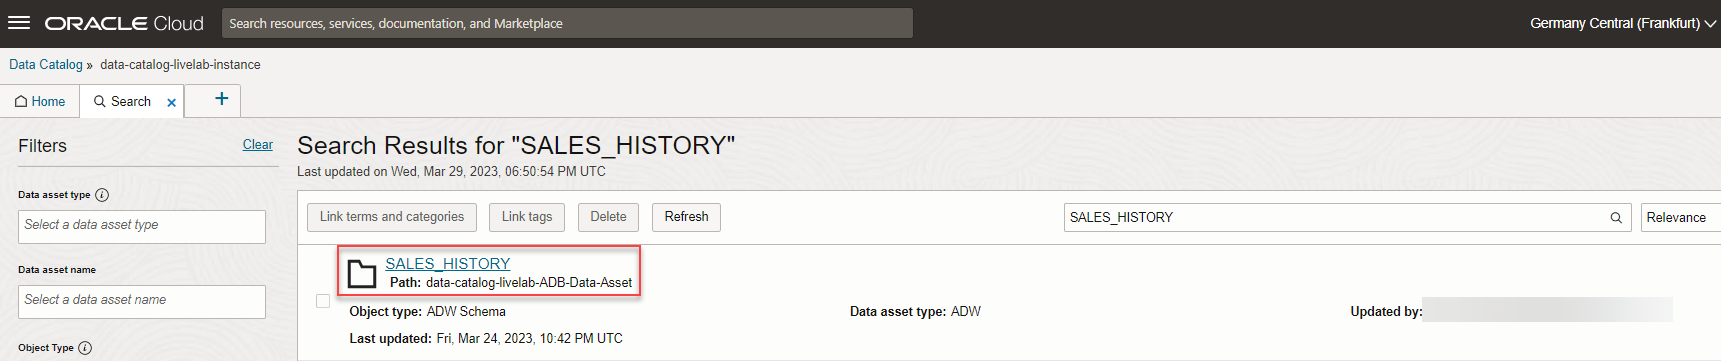 ORACLE Cloud
Search resources, services, documentation, and Marketplace
Germany Central (Frankfurt)
Data Catalog » data-catalog-livelab-instance
Home
Search
x
+
Filters
Clear
Data asset type i
Select a data asset type
Data asset name
Select a data asset name
Object Type i
Search Results for "SALES_HISTORY"
Last updated on Wed, Mar 29, 2023, 06:50:54 PM UTC
Link terms and categories
Link tags
Delete
Refresh
SALES_HISTORY
Relevance
SALES_HISTORY
Path: data-catalog-livelab-ADB-Data-Asset
Object type: ADW Schema
Data asset type: ADW
Updated by:
Last updated: Fri, Mar 24, 2023, 10:42 PM UTC